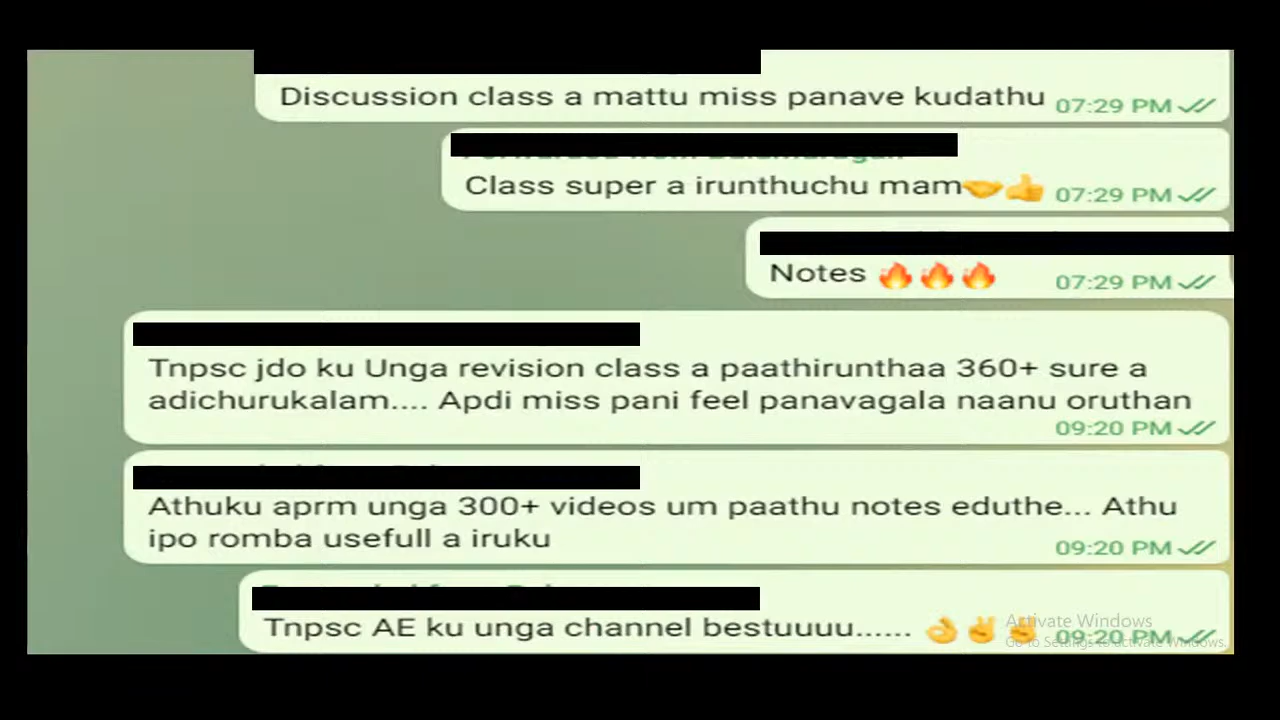 Discussion class a mattu miss panave kudathu 07:29 PM
Class super a irunthuchu mam🤝👍 07:29 PM
Notes 🔥🔥🔥 07:29 PM
Tnpsc jdo ku Unga revision class a paathirunthaa 360+ sure a
adichurukalam.... Apdi miss pani feel panavagala naanu oruthan
09:20 PM
Athuku aprm unga 300+ videos um paathu notes eduthe... Athu
ipo romba usefull a iruku 09:20 PM
Tnpsc AE ku unga channel bestuuuu...... 👌✌️☝️ 09:20 PM
Activate Windows
Go to Settings to activate Windows.